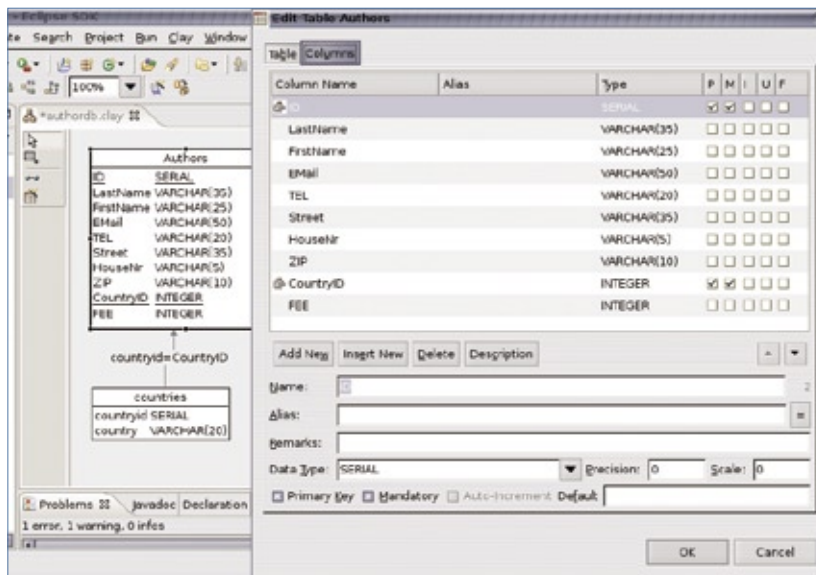 Eclipse SDK
Search Project Run Clay Window
100%
*authordb.clay
Authors
ID SERIAL
LastName VARCHAR(35)
FirstName VARCHAR(25)
EMail VARCHAR(50)
TEL VARCHAR(20)
Street VARCHAR(35)
HouseNr VARCHAR(5)
ZIP VARCHAR(10)
CountryID INTEGER
FEE INTEGER
countryid=CountryID
countries
countryid SERIAL
country VARCHAR(20)
Problems Javadoc Declaration
1 error, 1 warning, 0 infos
Edit Table Authors
Table Columns
Column Name Alias Type P M I U F
ID SERIAL
LastName VARCHAR(35)
FirstName VARCHAR(25)
EMail VARCHAR(50)
TEL VARCHAR(20)
Street VARCHAR(35)
HouseNr VARCHAR(5)
ZIP VARCHAR(10)
CountryID INTEGER
FEE INTEGER
Add New Insert New Delete Description
Name: ID 2
Alias: =
Remarks:
Data Type: SERIAL Precision: 0 Scale: 0
Primary Key Mandatory Auto-Increment Default
OK Cancel